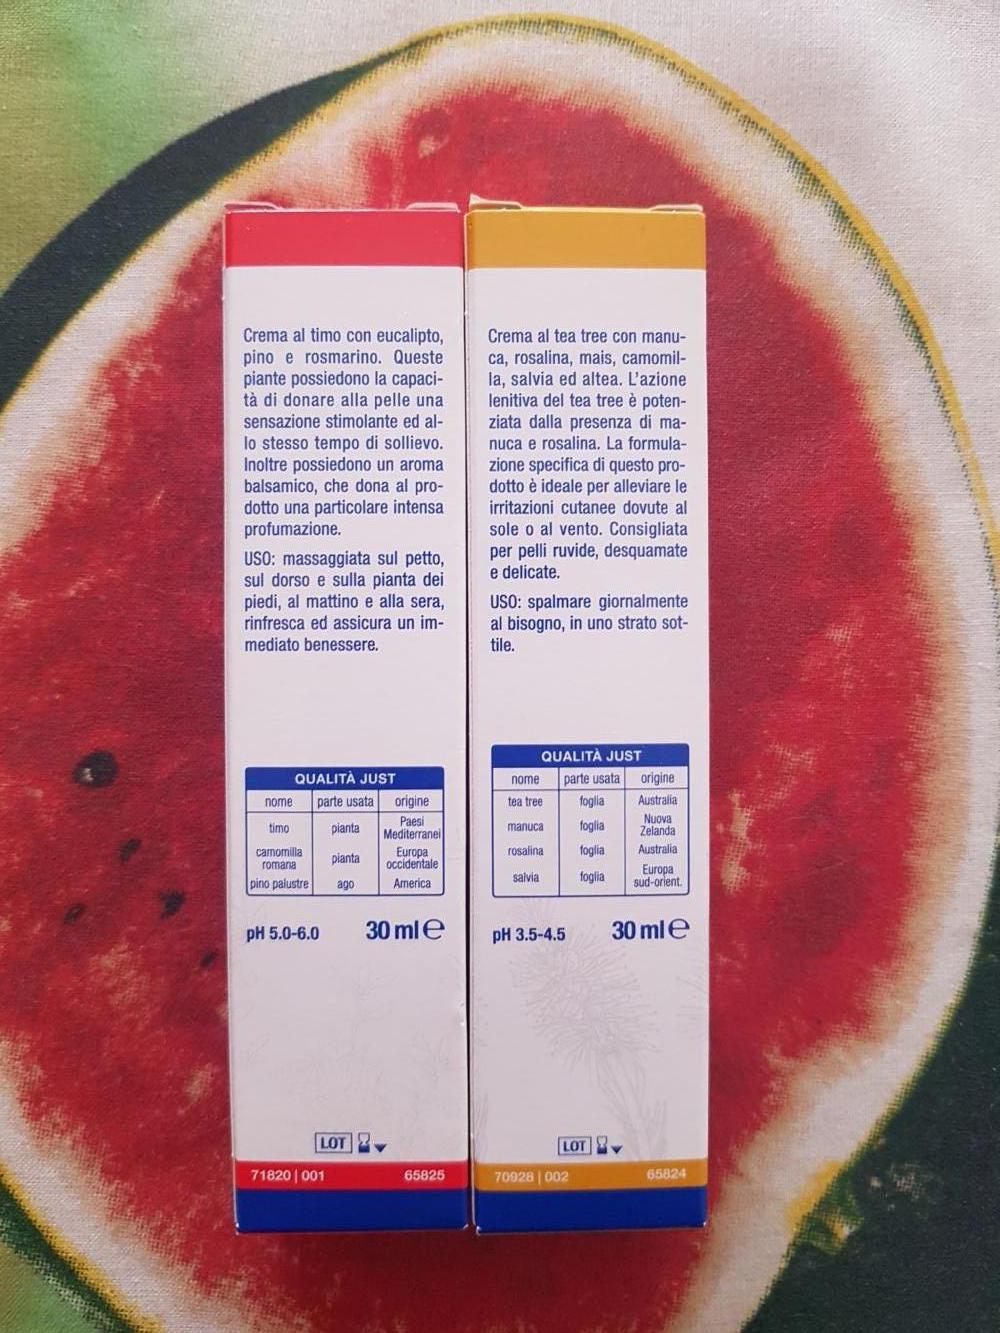 Crema al timo con eucalipto,
pino e rosmarino. Queste
piante possiedono la capaci-
tà di donare alla pelle una
sensazione stimolante ed al-
lo stesso tempo di sollievo.
Inoltre possiedono un aroma
balsamico, che dona al pro-
dotto una particolare intensa
profumazione.
USO: massaggiata sul petto,
sul dorso e sulla pianta dei
piedi, al mattino e alla sera,
rinfresca ed assicura un im-
mediato benessere.
QUALITÀ JUST
nome parte usata origine
timo pianta Paesi
Mediterranei
camomilla
romana pianta Europa
occidentale
pino palustre ago America
pH 5.0-6.0 30 ml e
LOT
71820 | 001 65825
Crema al tea tree con manu-
ca, rosalina, mais, camomil-
la, salvia ed altea. L'azione
lenitiva del tea tree è poten-
ziata dalla presenza di ma-
nuca e rosalina. La formula-
zione specifica di questo pro-
dotto è ideale per alleviare le
irritazioni cutanee dovute al
sole o al vento. Consigliata
per pelli ruvide, desquamate
e delicate.
USO: spalmare giornalmente
al bisogno, in uno strato sot-
tile.
QUALITÀ JUST
nome parte usata origine
tea tree foglia Australia
manuca foglia Nuova
Zelanda
rosalina foglia Australia
salvia foglia Europa
sud-orient.
pH 3.5-4.5 30 ml e
LOT
70928 | 002 65824